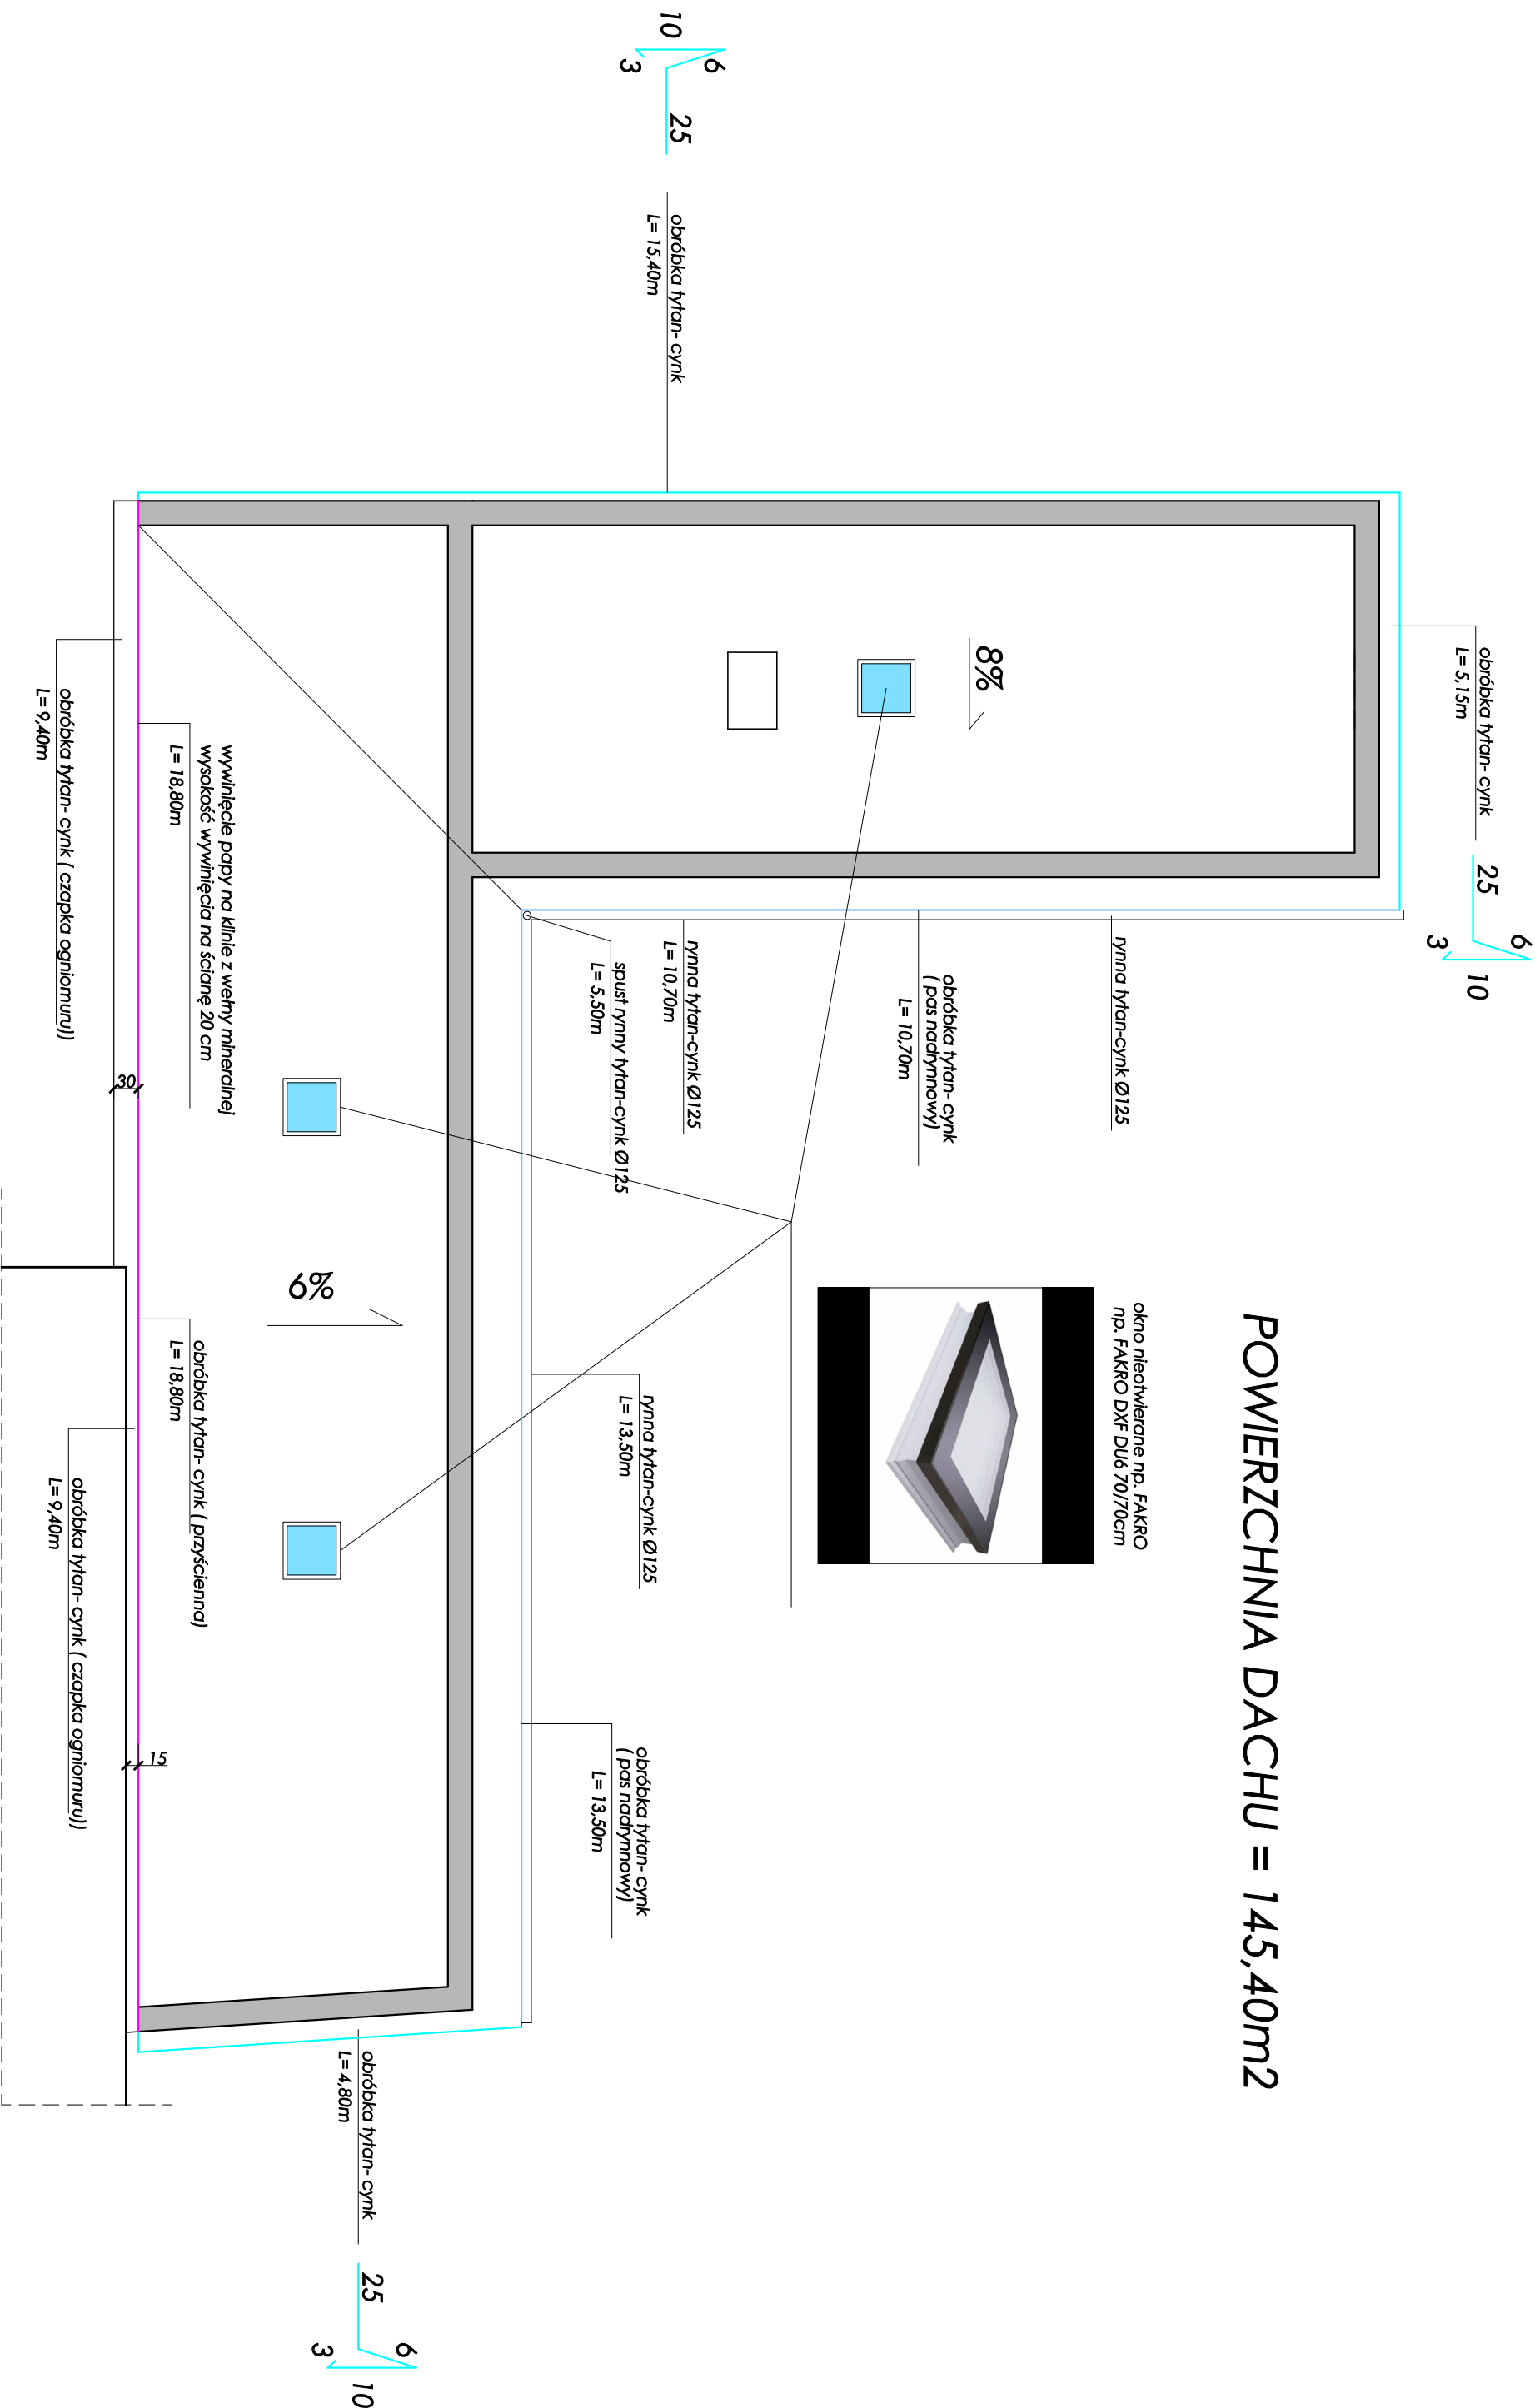 POWIERZCHNIA DACHU = 145,40m2
obróbka tytan- cynk
L= 5,15m
25
6
10
3
8%
rynna tytan-cynk Ø125
okno nieotwierane np. FAKRO
np. FAKRO DXF DU6 70/70cm
obróbka tytan- cynk
( pas nadrynnowy)
L= 10,70m
rynna tytan-cynk Ø125
L= 10,70m
spust rynny tytan-cynk Ø125
L= 5,50m
10
6
3
25
obróbka tytan- cynk
L= 15,40m
rynna tytan-cynk Ø125
L= 13,50m
obróbka tytan- cynk
( pas nadrynnowy)
L= 13,50m
6%
obróbka tytan- cynk
L= 4,80m
25
6
10
3
wywinięcie papy na klinie z wełny mineralnej
wysokość wywinięcia na ścianę 20 cm
L= 18,80m
obróbka tytan- cynk ( przyścienna)
L= 18,80m
30
15
obróbka tytan- cynk ( czapka ogniomuru))
L= 9,40m
obróbka tytan- cynk ( czapka ogniomuru))
L= 9,40m